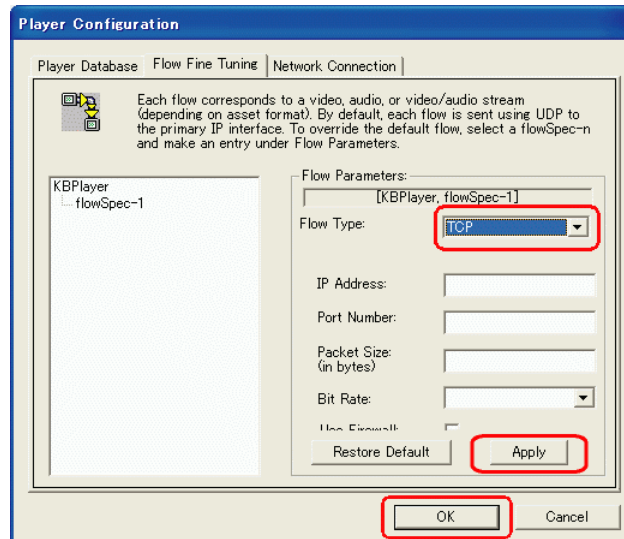 Player Configuration
Player Database
Flow Fine Tuning
Network Connection
Each flow corresponds to a video, audio, or video/audio stream
(depending on asset format). By default, each flow is sent using UDP to
the primary IP interface. To override the default flow, select a flowSpec-n
and make an entry under Flow Parameters.
KBPlayer
flowSpec-1
Flow Parameters:
[KBPlayer, flowSpec-1]
Flow Type:
TCP
IP Address:
Port Number:
Packet Size:
(in bytes)
Bit Rate:
Use Firewall:
Restore Default
Apply
OK
Cancel